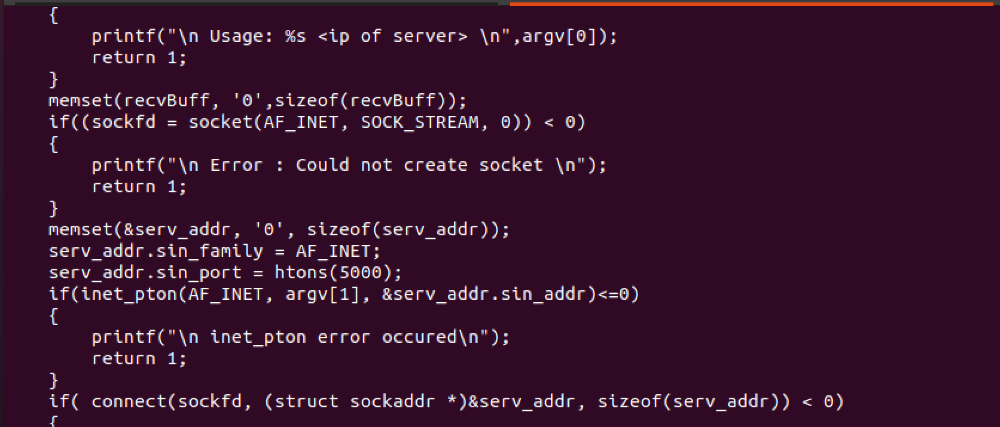 {
    printf("\n Usage: %s <ip of server> \n",argv[0]);
    return 1;
}
memset(recvBuff, '0',sizeof(recvBuff));
if((sockfd = socket(AF_INET, SOCK_STREAM, 0)) < 0)
{
    printf("\n Error : Could not create socket \n");
    return 1;
}
memset(&serv_addr, '0', sizeof(serv_addr));
serv_addr.sin_family = AF_INET;
serv_addr.sin_port = htons(5000);
if(inet_pton(AF_INET, argv[1], &serv_addr.sin_addr)<=0)
{
    printf("\n inet_pton error occured\n");
    return 1;
}
if( connect(sockfd, (struct sockaddr *)&serv_addr, sizeof(serv_addr)) < 0)
{